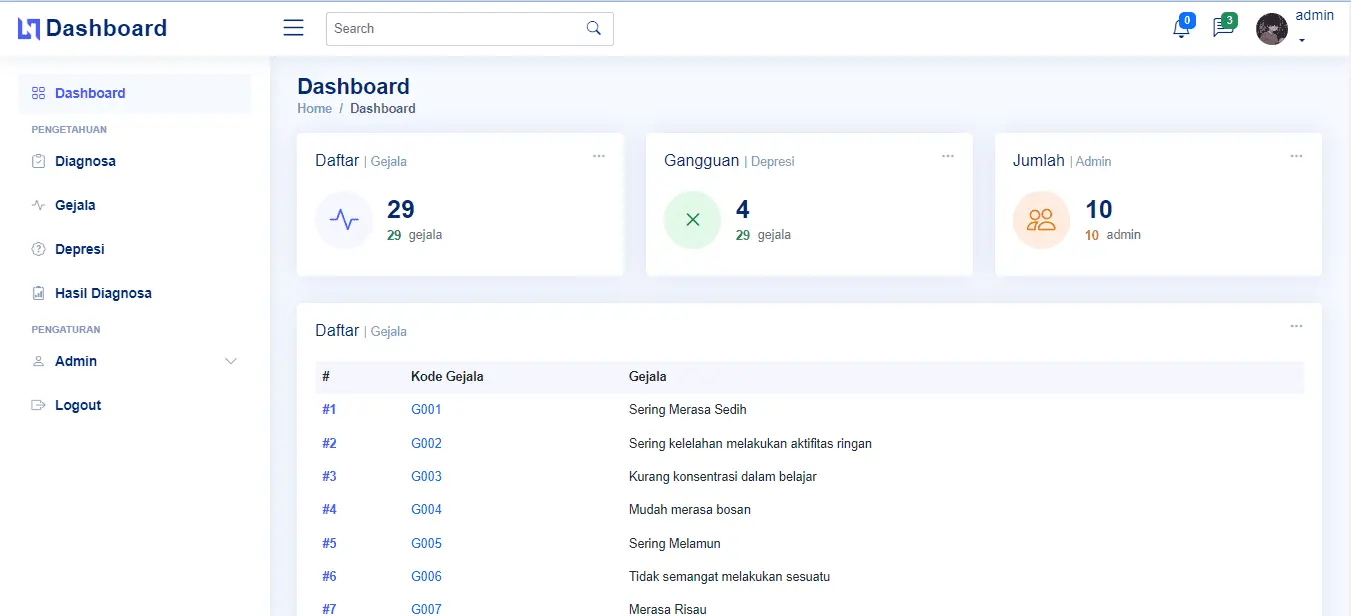 Dashboard
Search
0
3
admin
Dashboard
PENGETAHUAN
Diagnosa
Gejala
Depresi
Hasil Diagnosa
PENGATURAN
Admin
Logout
Dashboard
Home / Dashboard
Daftar | Gejala
29
29 gejala
Gangguan | Depresi
4
29 gejala
Jumlah | Admin
10
10 admin
Daftar | Gejala
# Kode Gejala Gejala
#1 G001 Sering Merasa Sedih
#2 G002 Sering kelelahan melakukan aktifitas ringan
#3 G003 Kurang konsentrasi dalam belajar
#4 G004 Mudah merasa bosan
#5 G005 Sering Melamun
#6 G006 Tidak semangat melakukan sesuatu
#7 G007 Merasa Risau